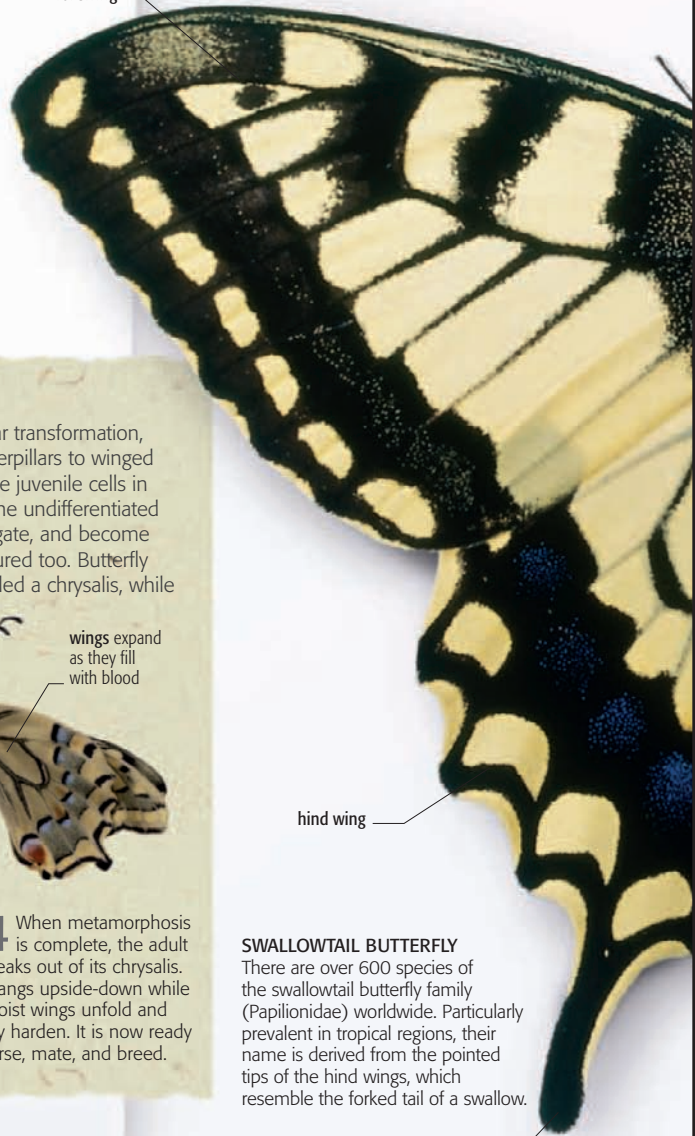 r transformation,
erpillars to winged
e juvenile cells in
ne undifferentiated
gate, and become
ured too. Butterfly
led a chrysalis, while
wings expand
as they fill
with blood
4 When metamorphosis
is complete, the adult
eaks out of its chrysalis.
angs upside-down while
oist wings unfold and
y harden. It is now ready
rse, mate, and breed.
hind wing
SWALLOWTAIL BUTTERFLY
There are over 600 species of
the swallowtail butterfly family
(Papilionidae) worldwide. Particularly
prevalent in tropical regions, their
name is derived from the pointed
tips of the hind wings, which
resemble the forked tail of a swallow.